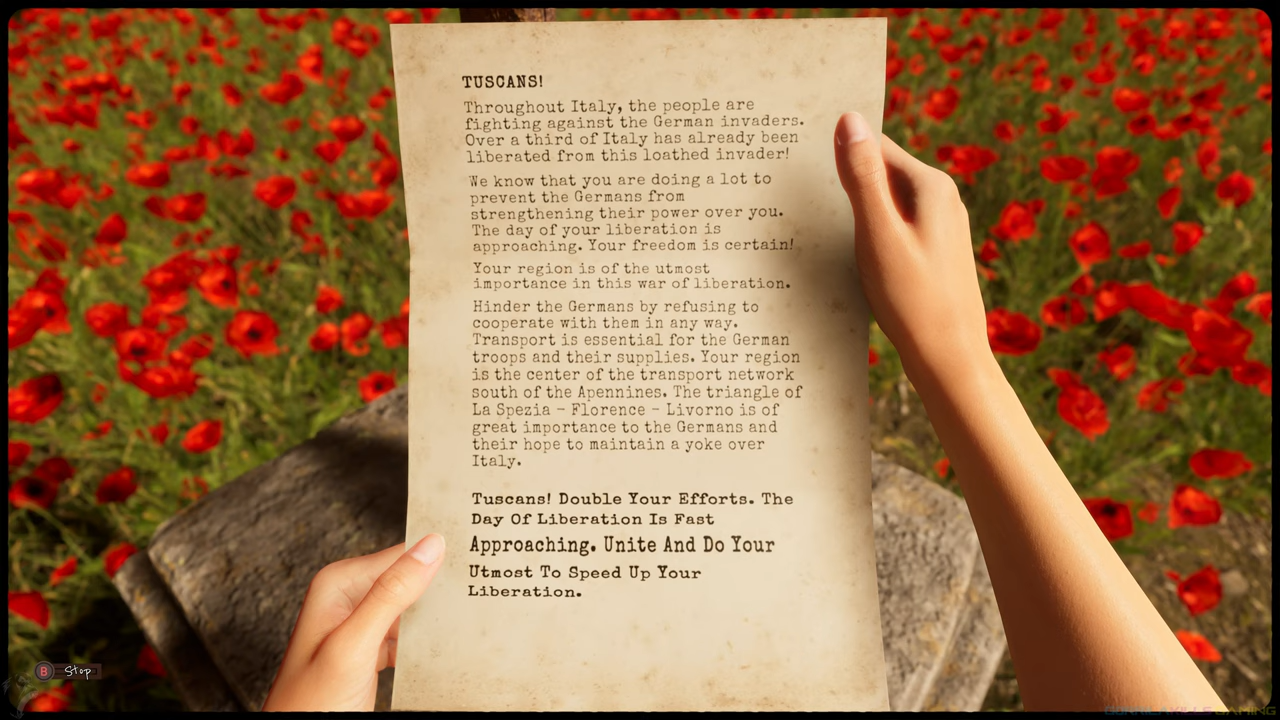 TUSCANS!
Throughout Italy, the people are
fighting against the German invaders.
Over a third of Italy has already been
liberated from this loathed invader!
We know that you are doing a lot to
prevent the Germans from
strengthening their power over you.
The day of your liberation is
approaching. Your freedom is certain!
Your region is of the utmost
importance in this war of liberation.
Hinder the Germans by refusing to
cooperate with them in any way.
Transport is essential for the German
troops and their supplies. Your region
is the center of the transport network
south of the Apennines. The triangle of
La Spezia - Florence - Livorno is of
great importance to the Germans and
their hope to maintain a yoke over
Italy.
Tuscans! Double Your Efforts. The
Day Of Liberation Is Fast
Approaching. Unite And Do Your
Utmost To Speed Up Your
Liberation.
B Stop